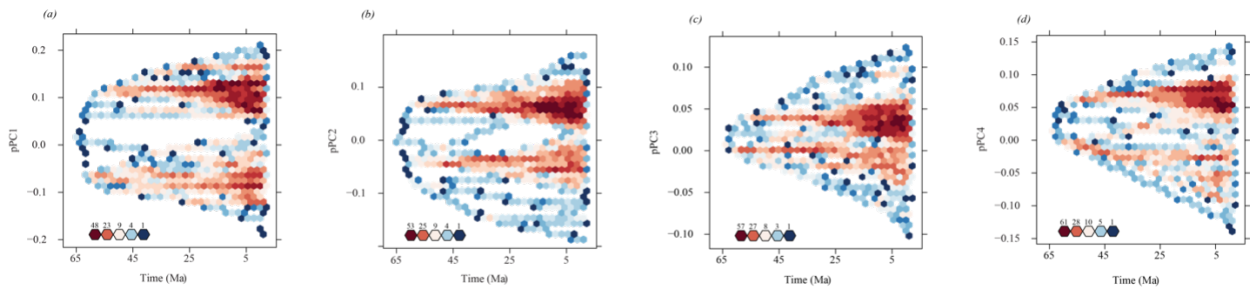 (a)
0.2
0.1
0.0
−0.1
−0.2
pPC1
48 23 9 4 1
65 45 25 5
Time (Ma)
(b)
0.1
0.0
−0.1
pPC2
53 25 9 4 1
65 45 25 5
Time (Ma)
(c)
0.10
0.05
0.00
−0.05
−0.10
pPC3
57 27 8 3 1
65 45 25 5
Time (Ma)
(d)
0.15
0.10
0.05
0.00
−0.05
−0.10
−0.15
pPC4
61 28 10 5 1
65 45 25 5
Time (Ma)